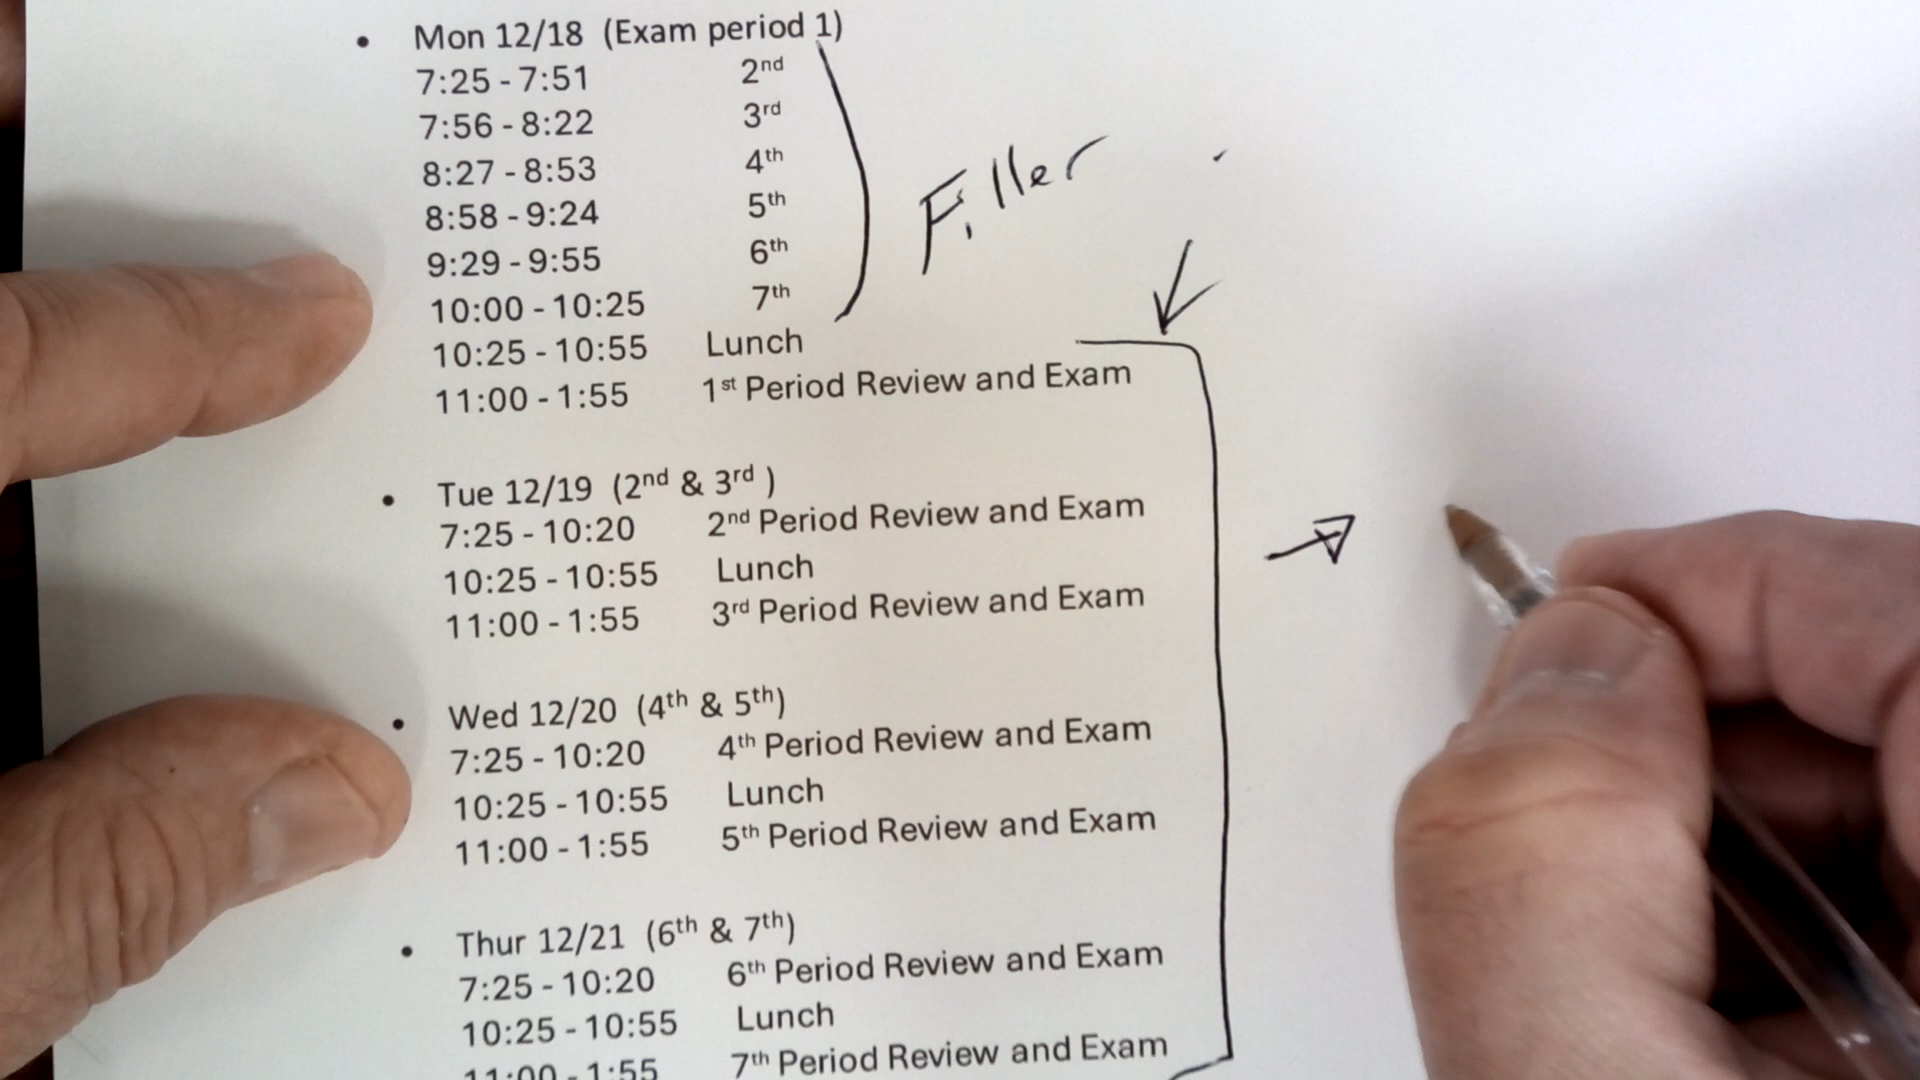 • Mon 12/18 (Exam period 1)
7:25 - 7:51 2nd
7:56 - 8:22 3rd
8:27 - 8:53 4th
8:58 - 9:24 5th
9:29 - 9:55 6th
10:00 - 10:25 7th
Filler
10:25 - 10:55 Lunch
11:00 - 1:55 1st Period Review and Exam
• Tue 12/19 (2nd & 3rd )
7:25 - 10:20 2nd Period Review and Exam
10:25 - 10:55 Lunch
11:00 - 1:55 3rd Period Review and Exam
• Wed 12/20 (4th & 5th)
7:25 - 10:20 4th Period Review and Exam
10:25 - 10:55 Lunch
11:00 - 1:55 5th Period Review and Exam
• Thur 12/21 (6th & 7th)
7:25 - 10:20 6th Period Review and Exam
10:25 - 10:55 Lunch
11:00 - 1:55 7th Period Review and Exam